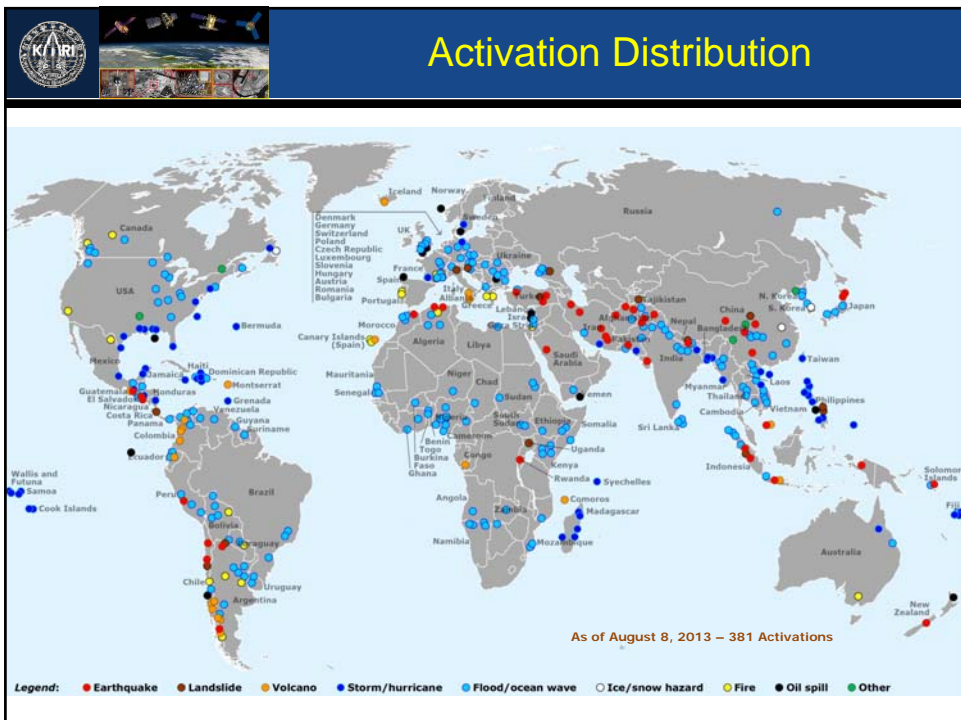 KARI
Activation Distribution
Iceland
Norway
Finland
Sweden
Russia
Canada
Denmark
Germany
Switzerland
Poland
Czech Republic
Luxembourg
Slovenia
Hungary
Austria
Romania
Bulgaria
UK
Ukraine
France
Spain
Portugal
Italy
Albania
Greece
Turkey
Tajikistan
China
N. Korea
S. Korea
Japan
USA
Bermuda
Morocco
Canary Islands
(Spain)
Algeria
Libya
Gaza Strip
Iran
Pakistan
Nepal
Bangladesh
India
Saudi
Arabia
Taiwan
Mexico
Haiti
Dominican Republic
Jamaica
Montserrat
Guatemala
Honduras
El Salvador
Nicaragua
Grenada
Costa Rica
Panama
Venezuela
Guyana
Suriname
Colombia
Ecuador
Mauritania
Senegal
Niger
Chad
Sudan
Yemen
Nigeria
South
Sudan
Ethiopia
Somalia
Benin
Togo
Burkina
Faso
Ghana
Cameroon
Congo
Uganda
Kenya
Rwanda
Myanmar
Laos
Thailand
Vietnam
Philippines
Cambodia
Sri Lanka
Indonesia
Solomon
Islands
Wallis and
Futuna
Samoa
Cook Islands
Peru
Brazil
Bolivia
Paraguay
Chile
Uruguay
Argentina
Angola
Zambia
Namibia
Mozambique
Syechelles
Comoros
Madagascar
Australia
Fiji
New
Zealand
As of August 8, 2013 – 381 Activations
Legend: Earthquake Landslide Volcano Storm/hurricane Flood/ocean wave Ice/snow hazard Fire Oil spill Other